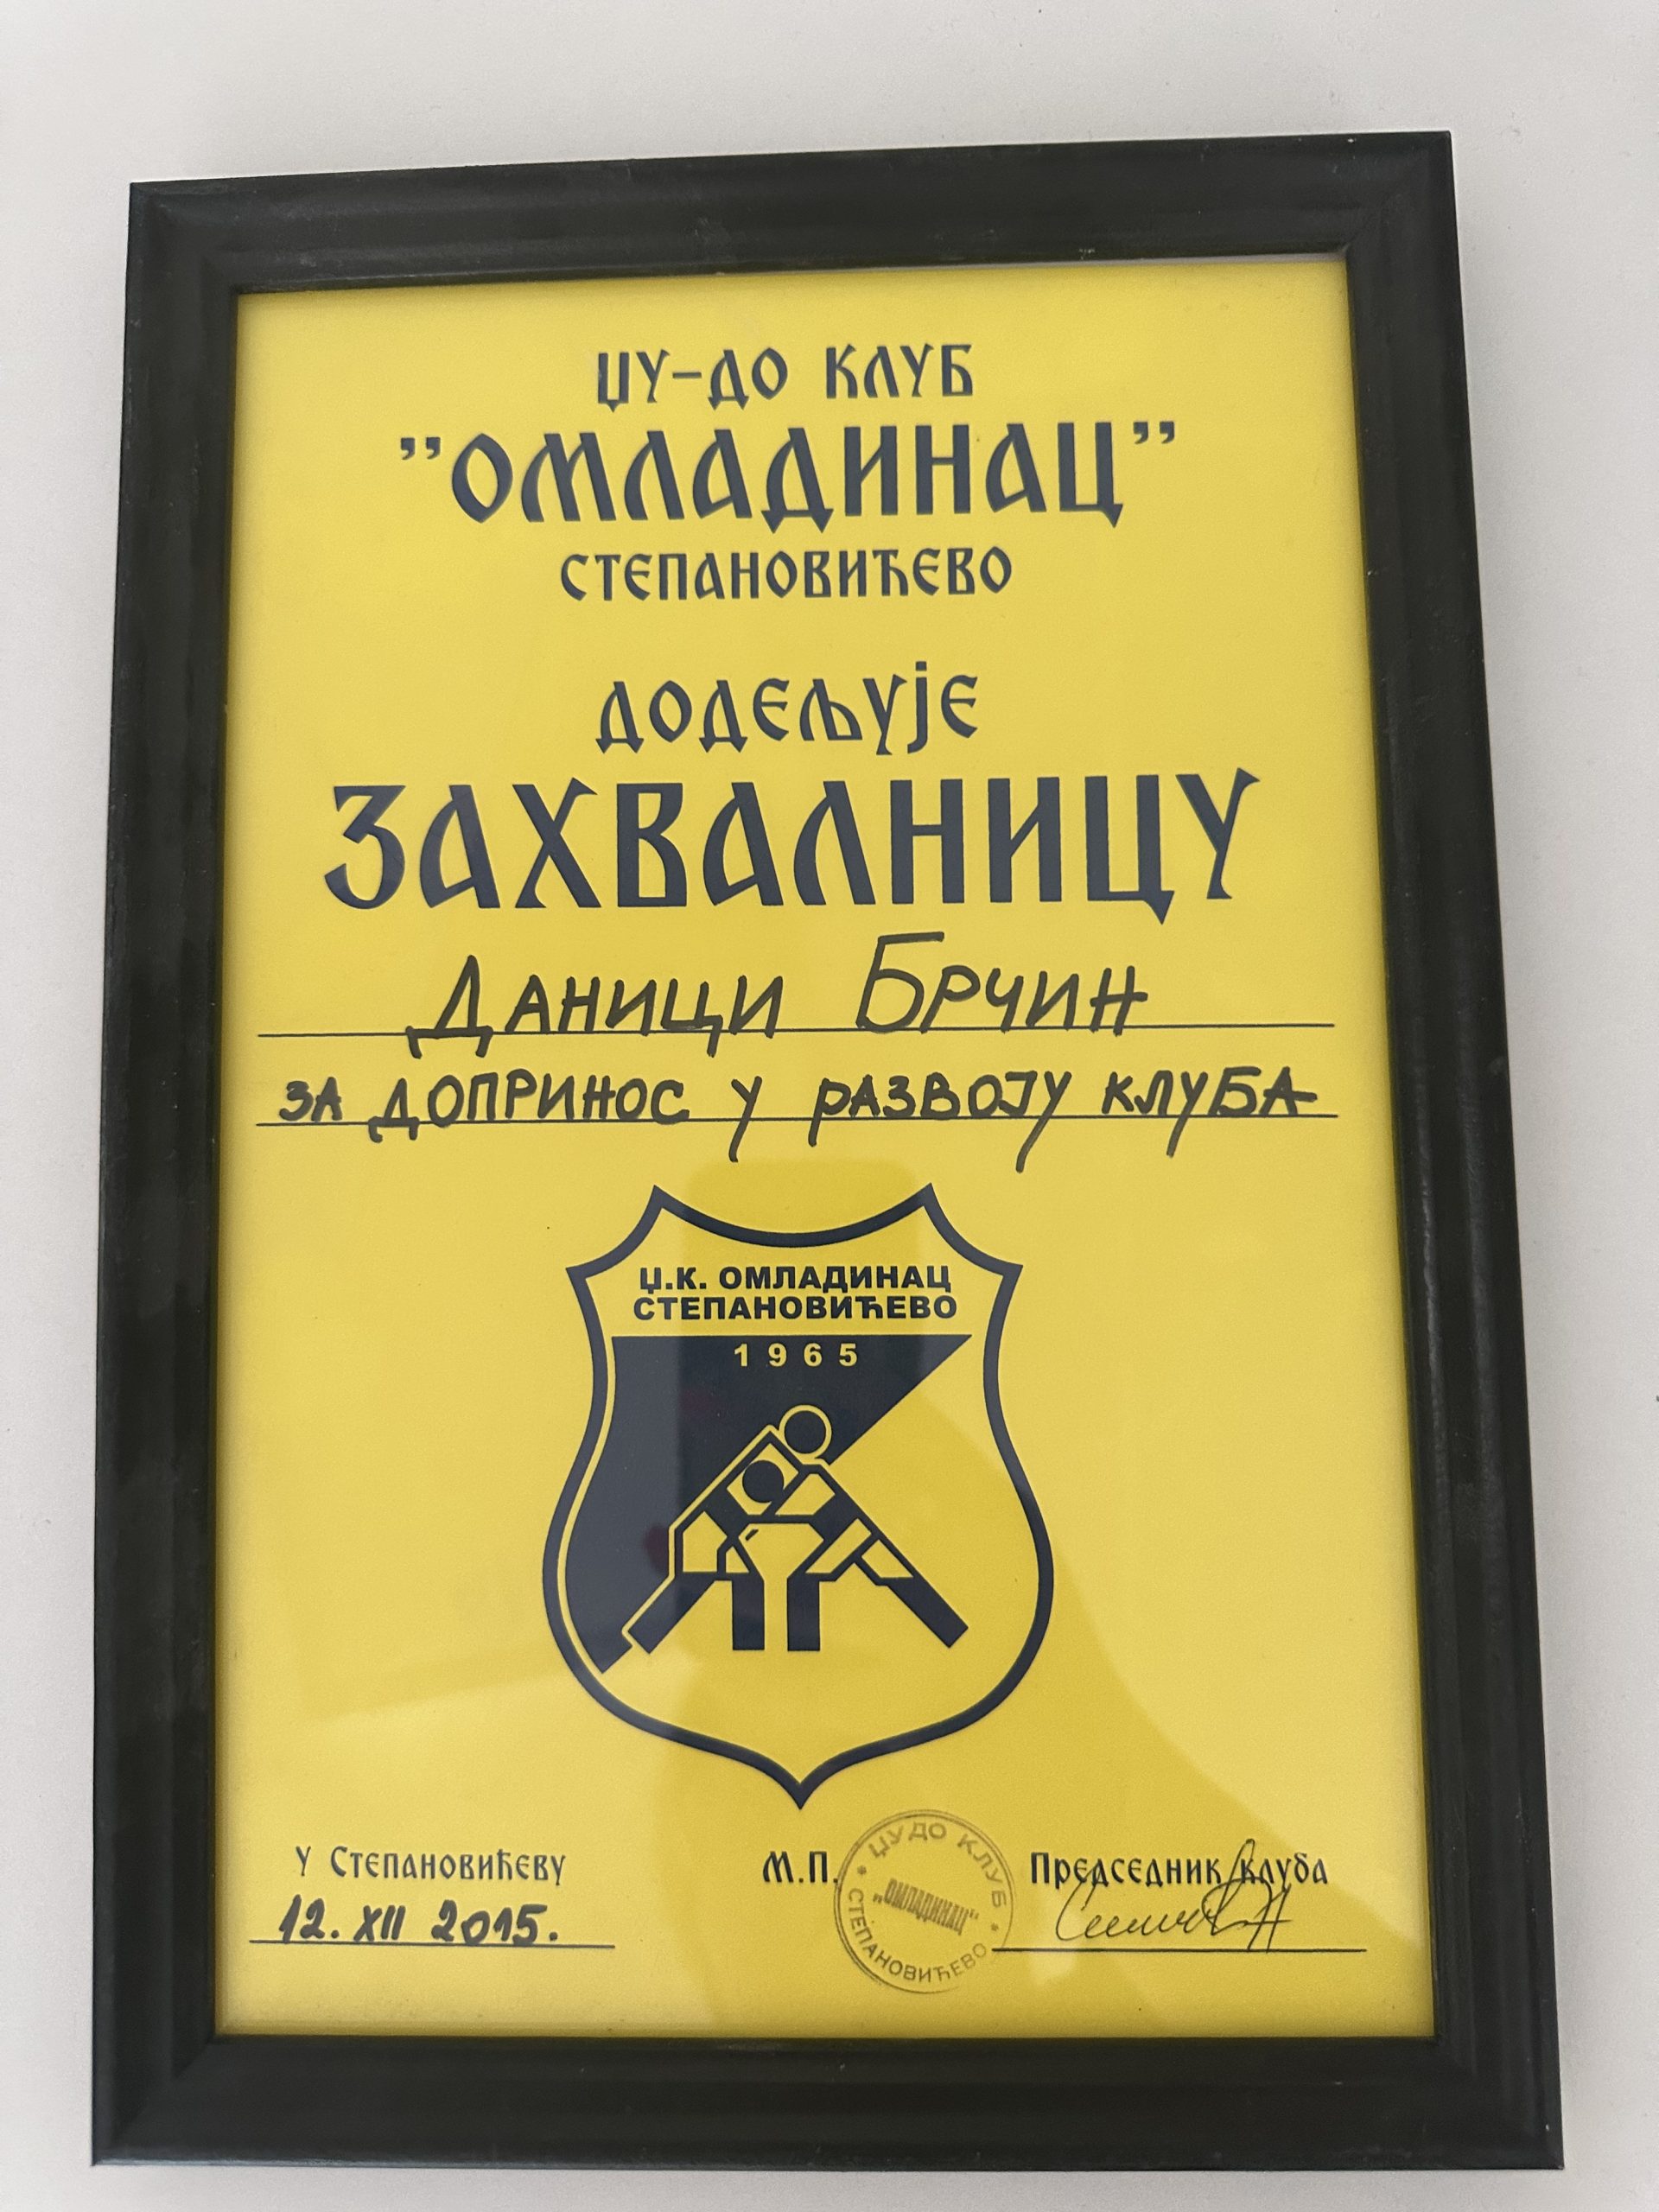 ЏУ-ДО КЛУБ
”ОМЛАДИНАЦ”
СТЕПАНОВИЋЕВО
ДОДЕЉУЈЕ
ЗАХВАЛНИЦУ
ДАНИЦИ БРЧИН
ЗА ДОПРИНОС У РАЗВОЈУ КЛУБА
Џ.К. ОМЛАДИНАЦ
СТЕПАНОВИЋЕВО
1965
У Степановићеву
12. XII 2015.
М.П.
ЏУДО КЛУБ
„ОМЛАДИНАЦ“
СТЕПАНОВИЋЕВО
Председник клуба